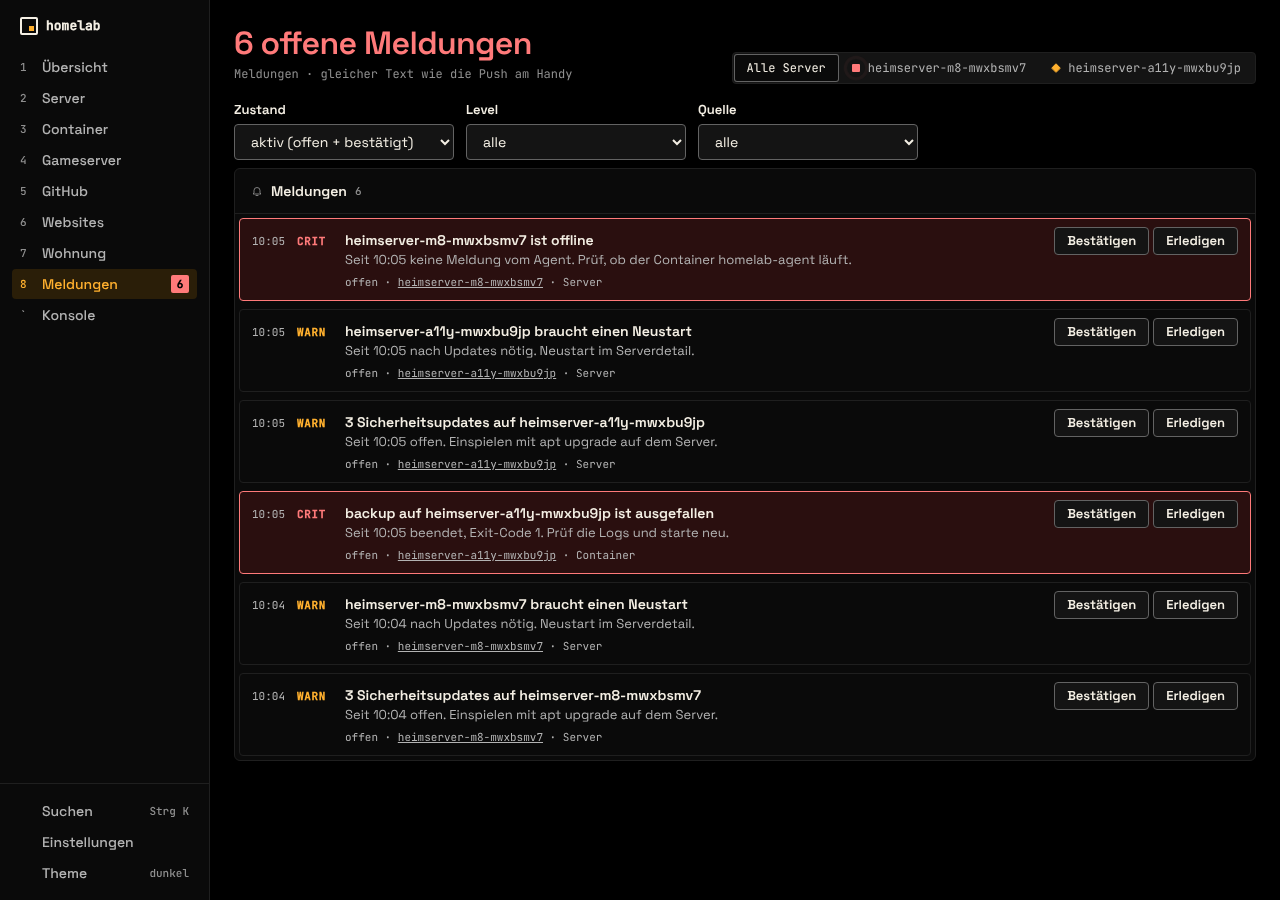 homelab
1 Übersicht
2 Server
3 Container
4 Gameserver
5 GitHub
6 Websites
7 Wohnung
8 Meldungen 6
` Konsole
Suchen Strg K
Einstellungen
Theme dunkel
6 offene Meldungen
Meldungen · gleicher Text wie die Push am Handy
Alle Server heimserver-m8-mwxbsmv7 heimserver-a11y-mwxbu9jp
Zustand Level Quelle
aktiv (offen + bestätigt) alle alle
Meldungen 6
10:05 CRIT heimserver-m8-mwxbsmv7 ist offline Bestätigen Erledigen
Seit 10:05 keine Meldung vom Agent. Prüf, ob der Container homelab-agent läuft.
offen · heimserver-m8-mwxbsmv7 · Server
10:05 WARN heimserver-a11y-mwxbu9jp braucht einen Neustart Bestätigen Erledigen
Seit 10:05 nach Updates nötig. Neustart im Serverdetail.
offen · heimserver-a11y-mwxbu9jp · Server
10:05 WARN 3 Sicherheitsupdates auf heimserver-a11y-mwxbu9jp Bestätigen Erledigen
Seit 10:05 offen. Einspielen mit apt upgrade auf dem Server.
offen · heimserver-a11y-mwxbu9jp · Server
10:05 CRIT backup auf heimserver-a11y-mwxbu9jp ist ausgefallen Bestätigen Erledigen
Seit 10:05 beendet, Exit-Code 1. Prüf die Logs und starte neu.
offen · heimserver-a11y-mwxbu9jp · Container
10:04 WARN heimserver-m8-mwxbsmv7 braucht einen Neustart Bestätigen Erledigen
Seit 10:04 nach Updates nötig. Neustart im Serverdetail.
offen · heimserver-m8-mwxbsmv7 · Server
10:04 WARN 3 Sicherheitsupdates auf heimserver-m8-mwxbsmv7 Bestätigen Erledigen
Seit 10:04 offen. Einspielen mit apt upgrade auf dem Server.
offen · heimserver-m8-mwxbsmv7 · Server